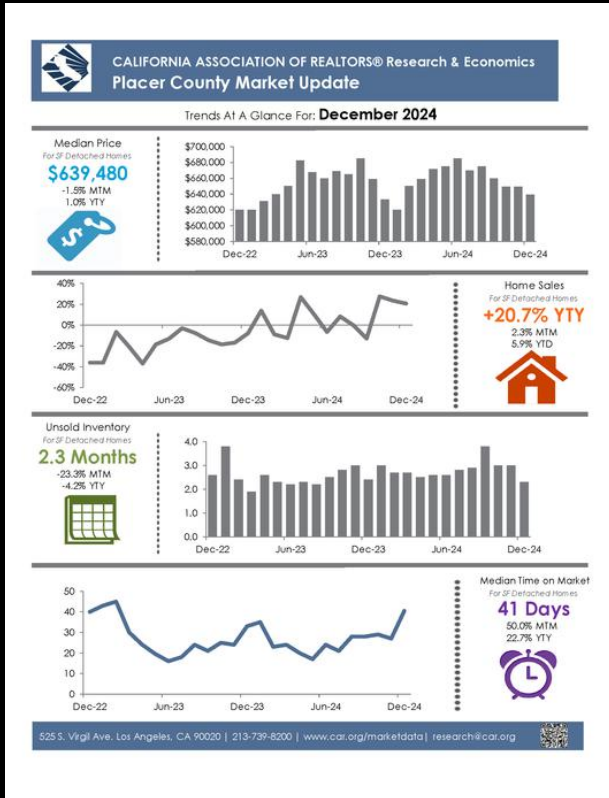 CALIFORNIA ASSOCIATION OF REALTORS® Research & Economics
Placer County Market Update
Trends At A Glance For: December 2024
Median Price
For SF Detached Homes
$639,480
-1.5% MTM
1.0% YTY
$700,000
$680,000
$660,000
$640,000
$620,000
$600,000
$580,000
Dec-22 Jun-23 Dec-23 Jun-24 Dec-24
40%
20%
0%
-20%
-40%
-60%
Dec-22 Jun-23 Dec-23 Jun-24 Dec-24
Home Sales
For SF Detached Homes
+20.7% YTY
2.3% MTM
5.9% YTD
Unsold Inventory
For SF Detached Homes
2.3 Months
-23.3% MTM
-4.2% YTY
4.0
3.0
2.0
1.0
0.0
Dec-22 Jun-23 Dec-23 Jun-24 Dec-24
50
40
30
20
10
0
Dec-22 Jun-23 Dec-23 Jun-24 Dec-24
Median Time on Market
For SF Detached Homes
41 Days
50.0% MTM
22.7% YTY
525 S. Virgil Ave. Los Angeles, CA 90020 | 213-739-8200 | www.car.org/marketdata| research@car.org